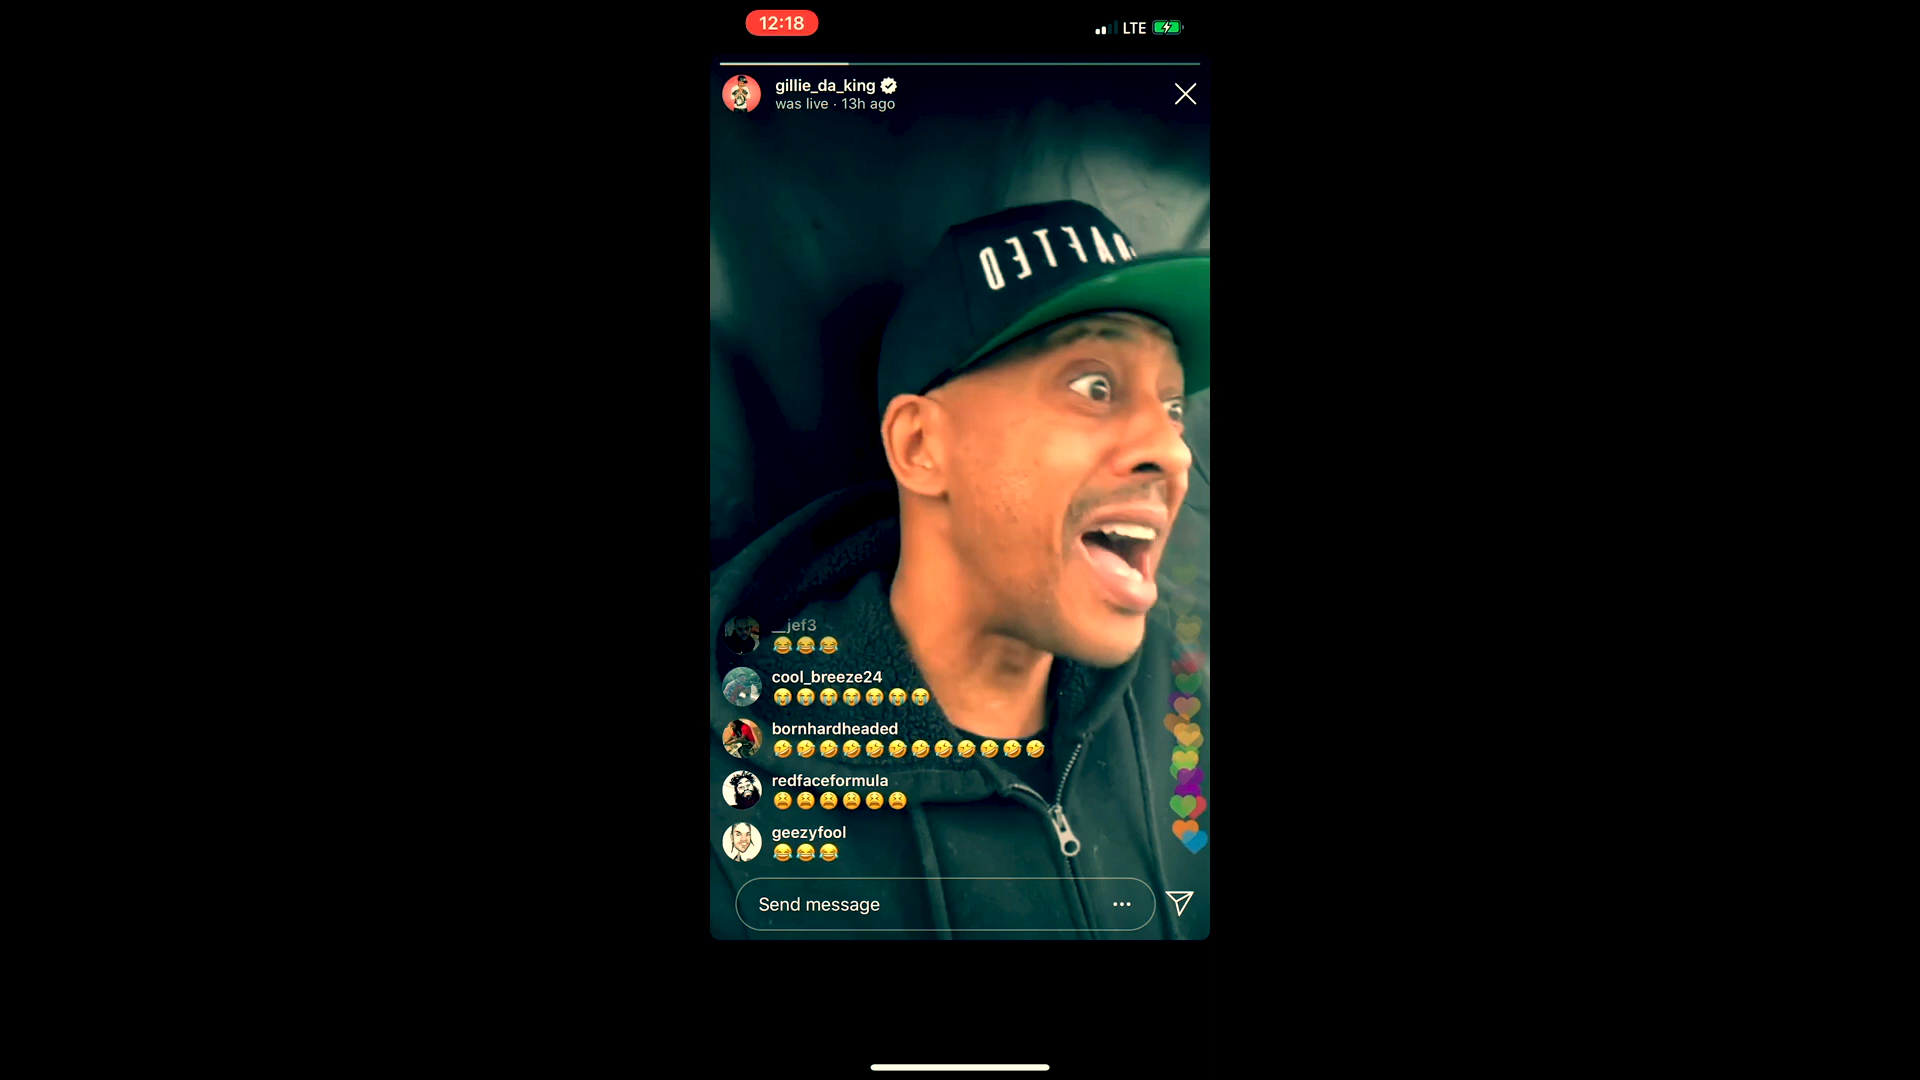 12:18
LTE
gillie_da_king
was live · 13h ago
__jef3
😂😂😂
cool_breeze24
😭😭😭😭😭😭😭
bornhardheaded
🤣🤣🤣🤣🤣🤣🤣🤣🤣🤣🤣🤣
redfaceformula
😫😫😫😫😫😫
geezyfool
😂😂😂
Send message